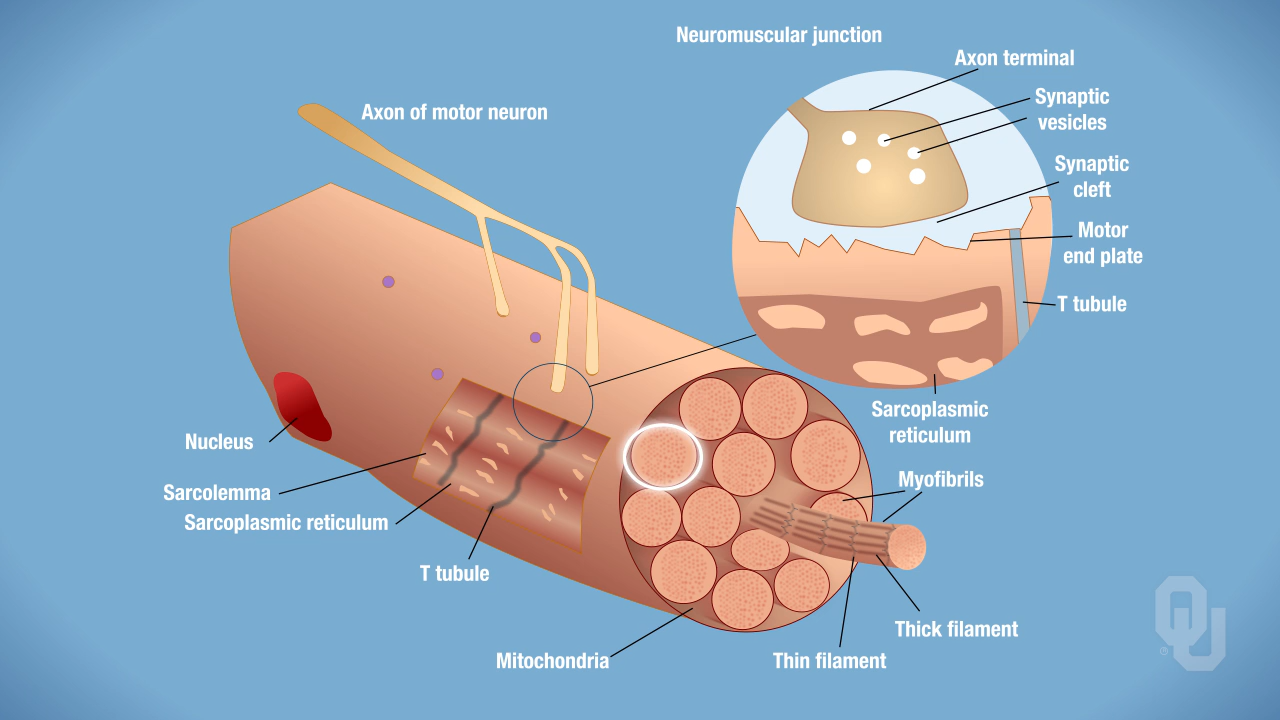 Neuromuscular junction
Axon terminal
Synaptic
vesicles
Axon of motor neuron
Synaptic
cleft
Motor
end plate
T tubule
Sarcoplasmic
reticulum
Nucleus
Myofibrils
Sarcolemma
Sarcoplasmic reticulum
T tubule
Thick filament
Mitochondria
Thin filament
OU
®